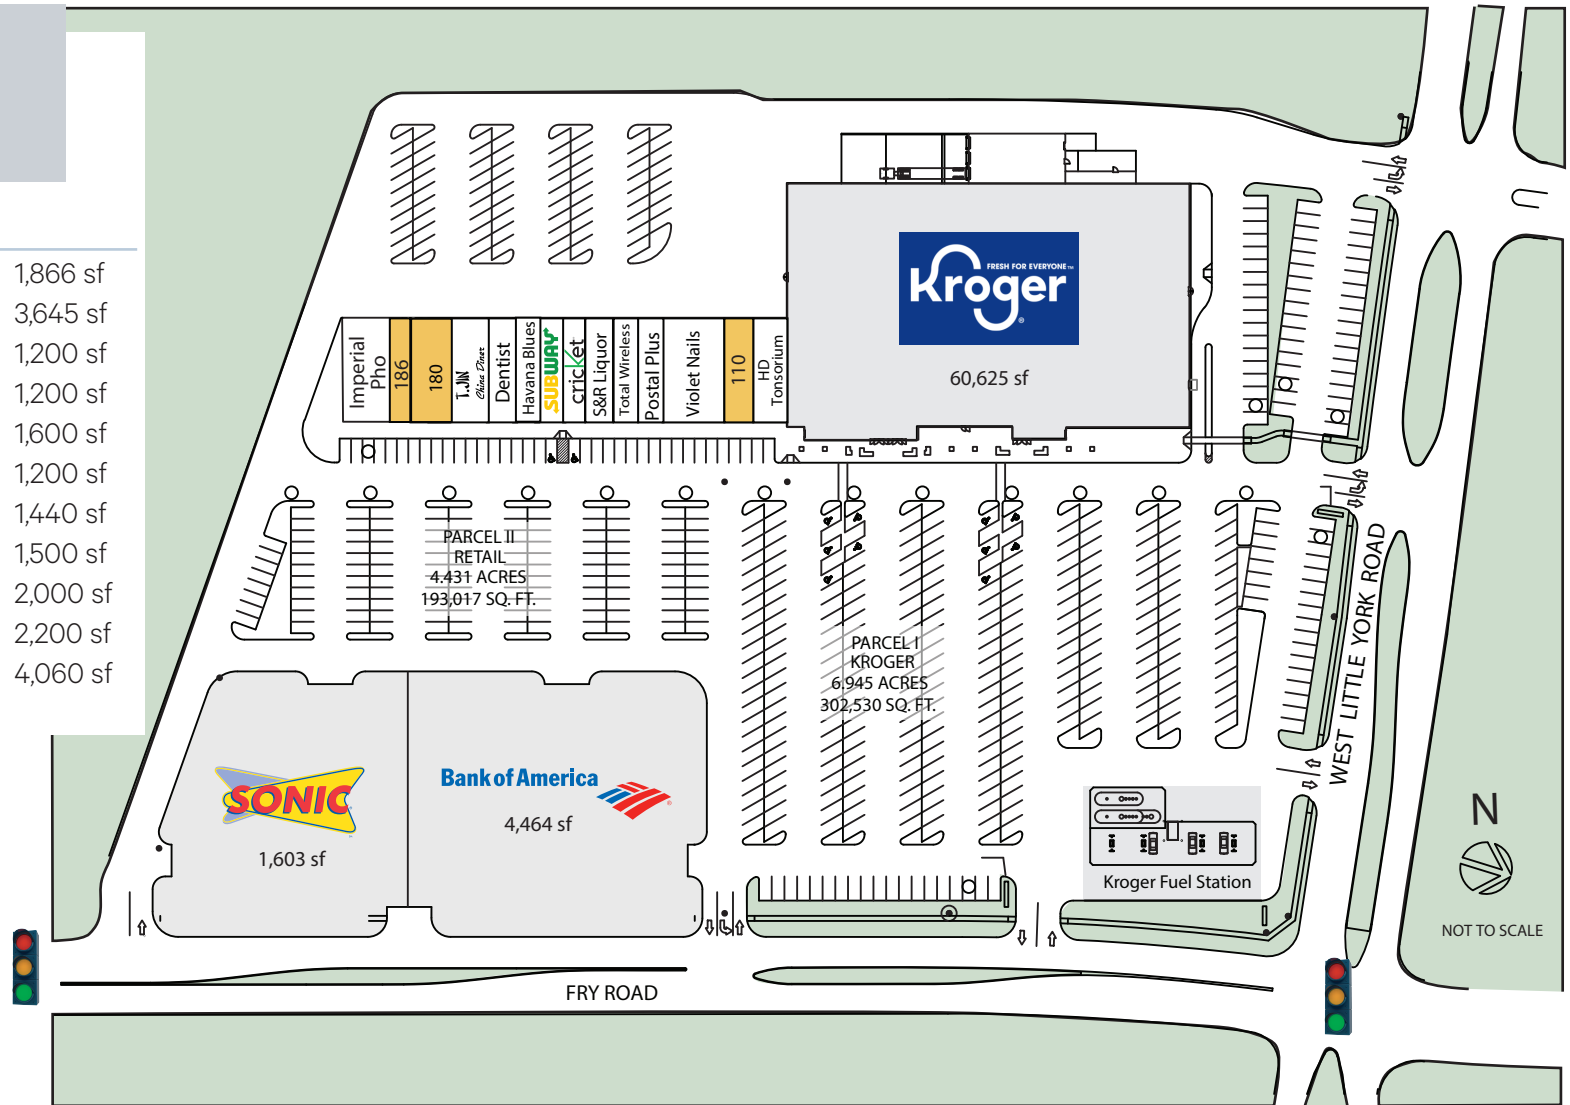 1,866 sf
3,645 sf
1,200 sf
1,200 sf
1,600 sf
1,200 sf
1,440 sf
1,500 sf
2,000 sf
2,200 sf
4,060 sf
FRESH FOR EVERYONE™
Kroger
60,625 sf
Imperial
Pho
186
180
T.JIN
China Diner
Dentist
Havana Blues
SUBWAY
cricket
S&R Liquor
Total Wireless
Postal Plus
Violet Nails
110
HD
Tonsorium
PARCEL II
RETAIL
4.431 ACRES
193,017 SQ. FT.
PARCEL I
KROGER
6.945 ACRES
302,530 SQ. FT.
WEST LITTLE YORK ROAD
SONIC
1,603 sf
Bank of America
4,464 sf
Kroger Fuel Station
N
NOT TO SCALE
FRY ROAD